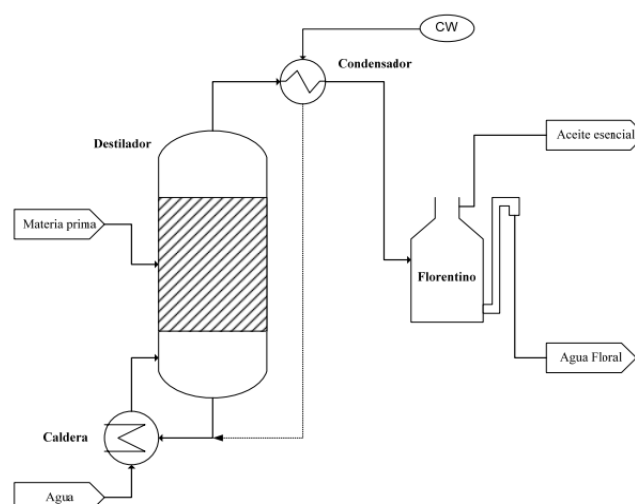 CW
Condensador
Destilador
Aceite esencial
Materia prima
Florentino
Agua Floral
Caldera
Agua